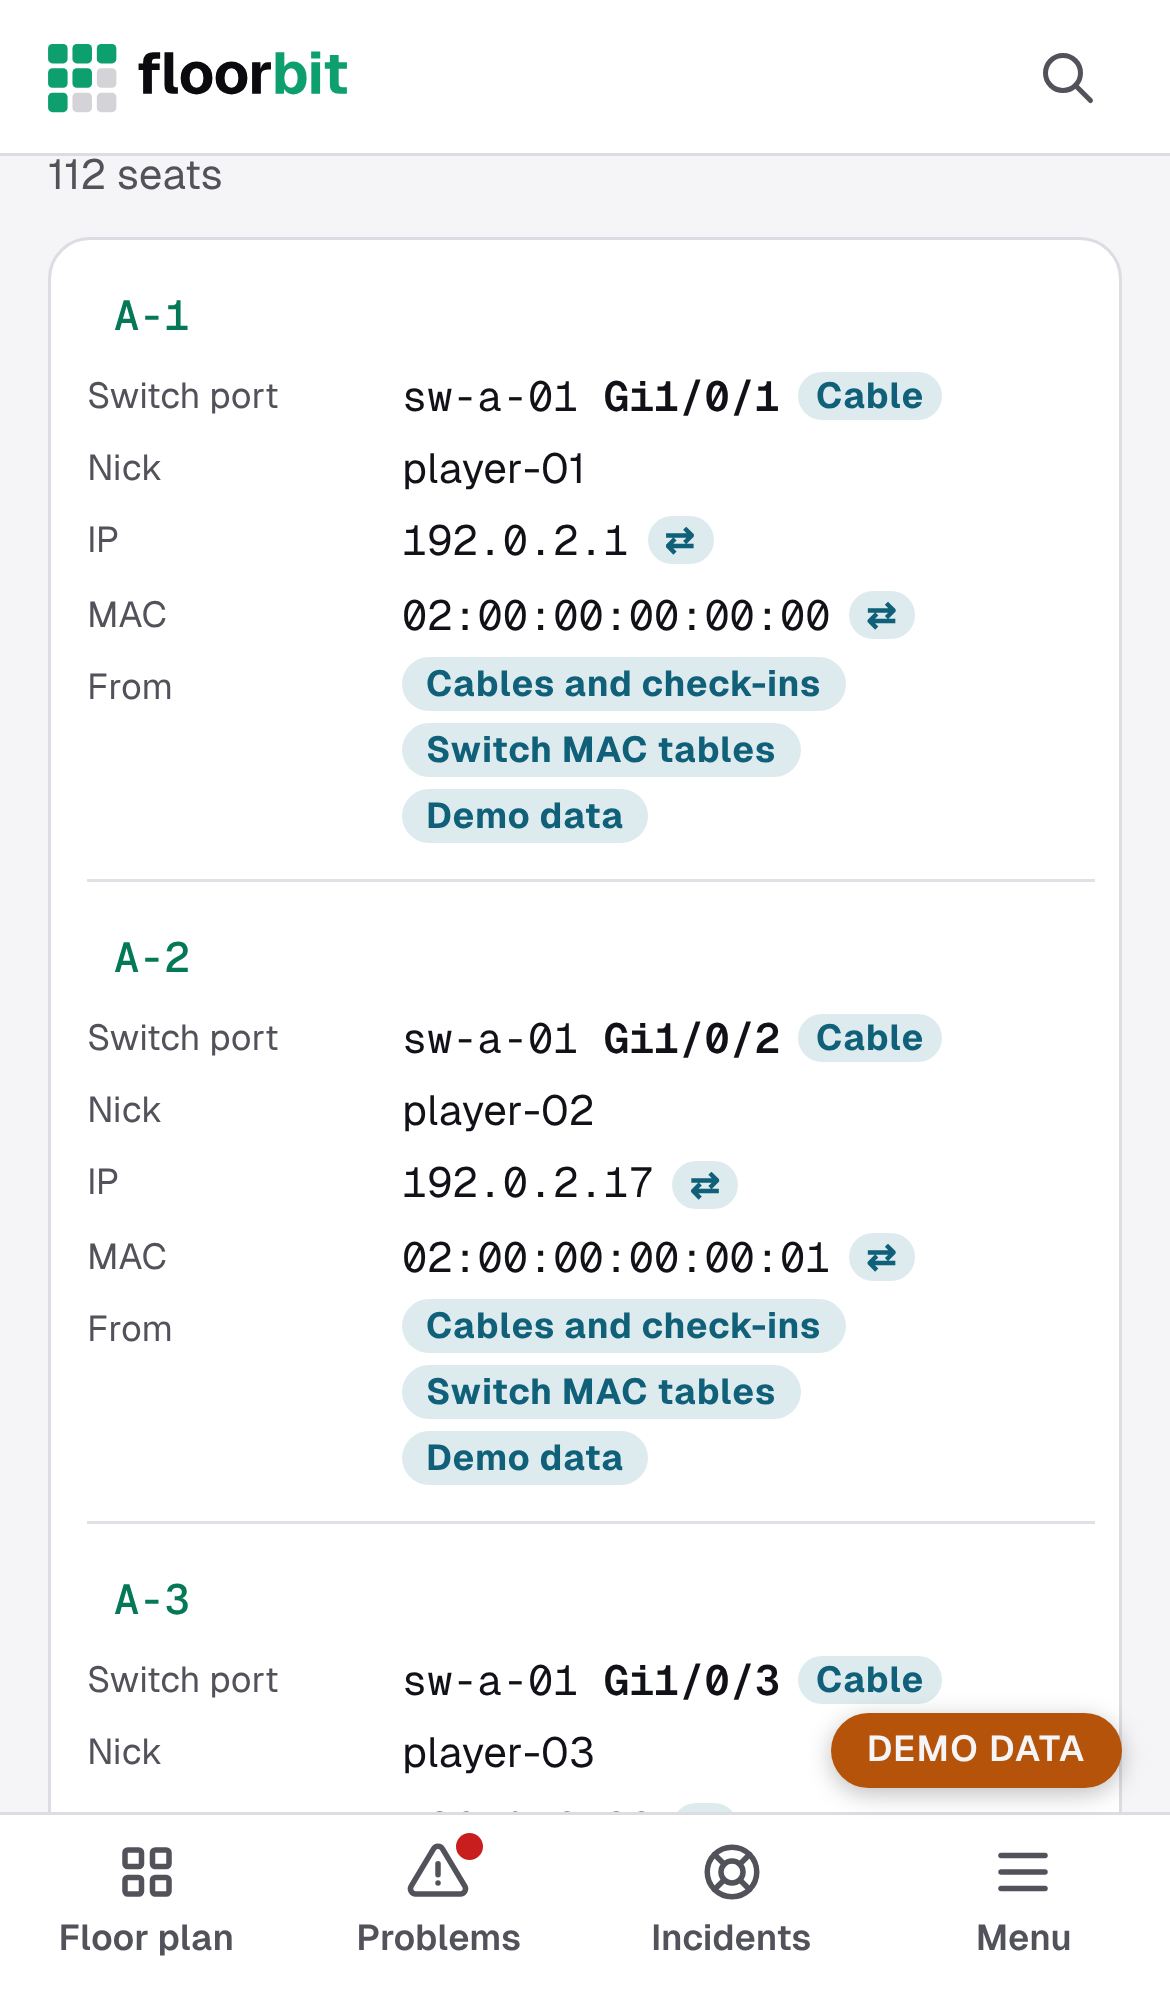 floorbit
112 seats
A-1
Switch port sw-a-01 Gi1/0/1 Cable
Nick player-01
IP 192.0.2.1 ⇄
MAC 02:00:00:00:00:00 ⇄
From Cables and check-ins
Switch MAC tables
Demo data
A-2
Switch port sw-a-01 Gi1/0/2 Cable
Nick player-02
IP 192.0.2.17 ⇄
MAC 02:00:00:00:00:01 ⇄
From Cables and check-ins
Switch MAC tables
Demo data
A-3
Switch port sw-a-01 Gi1/0/3 Cable
Nick player-03
DEMO DATA
Floor plan Problems Incidents Menu